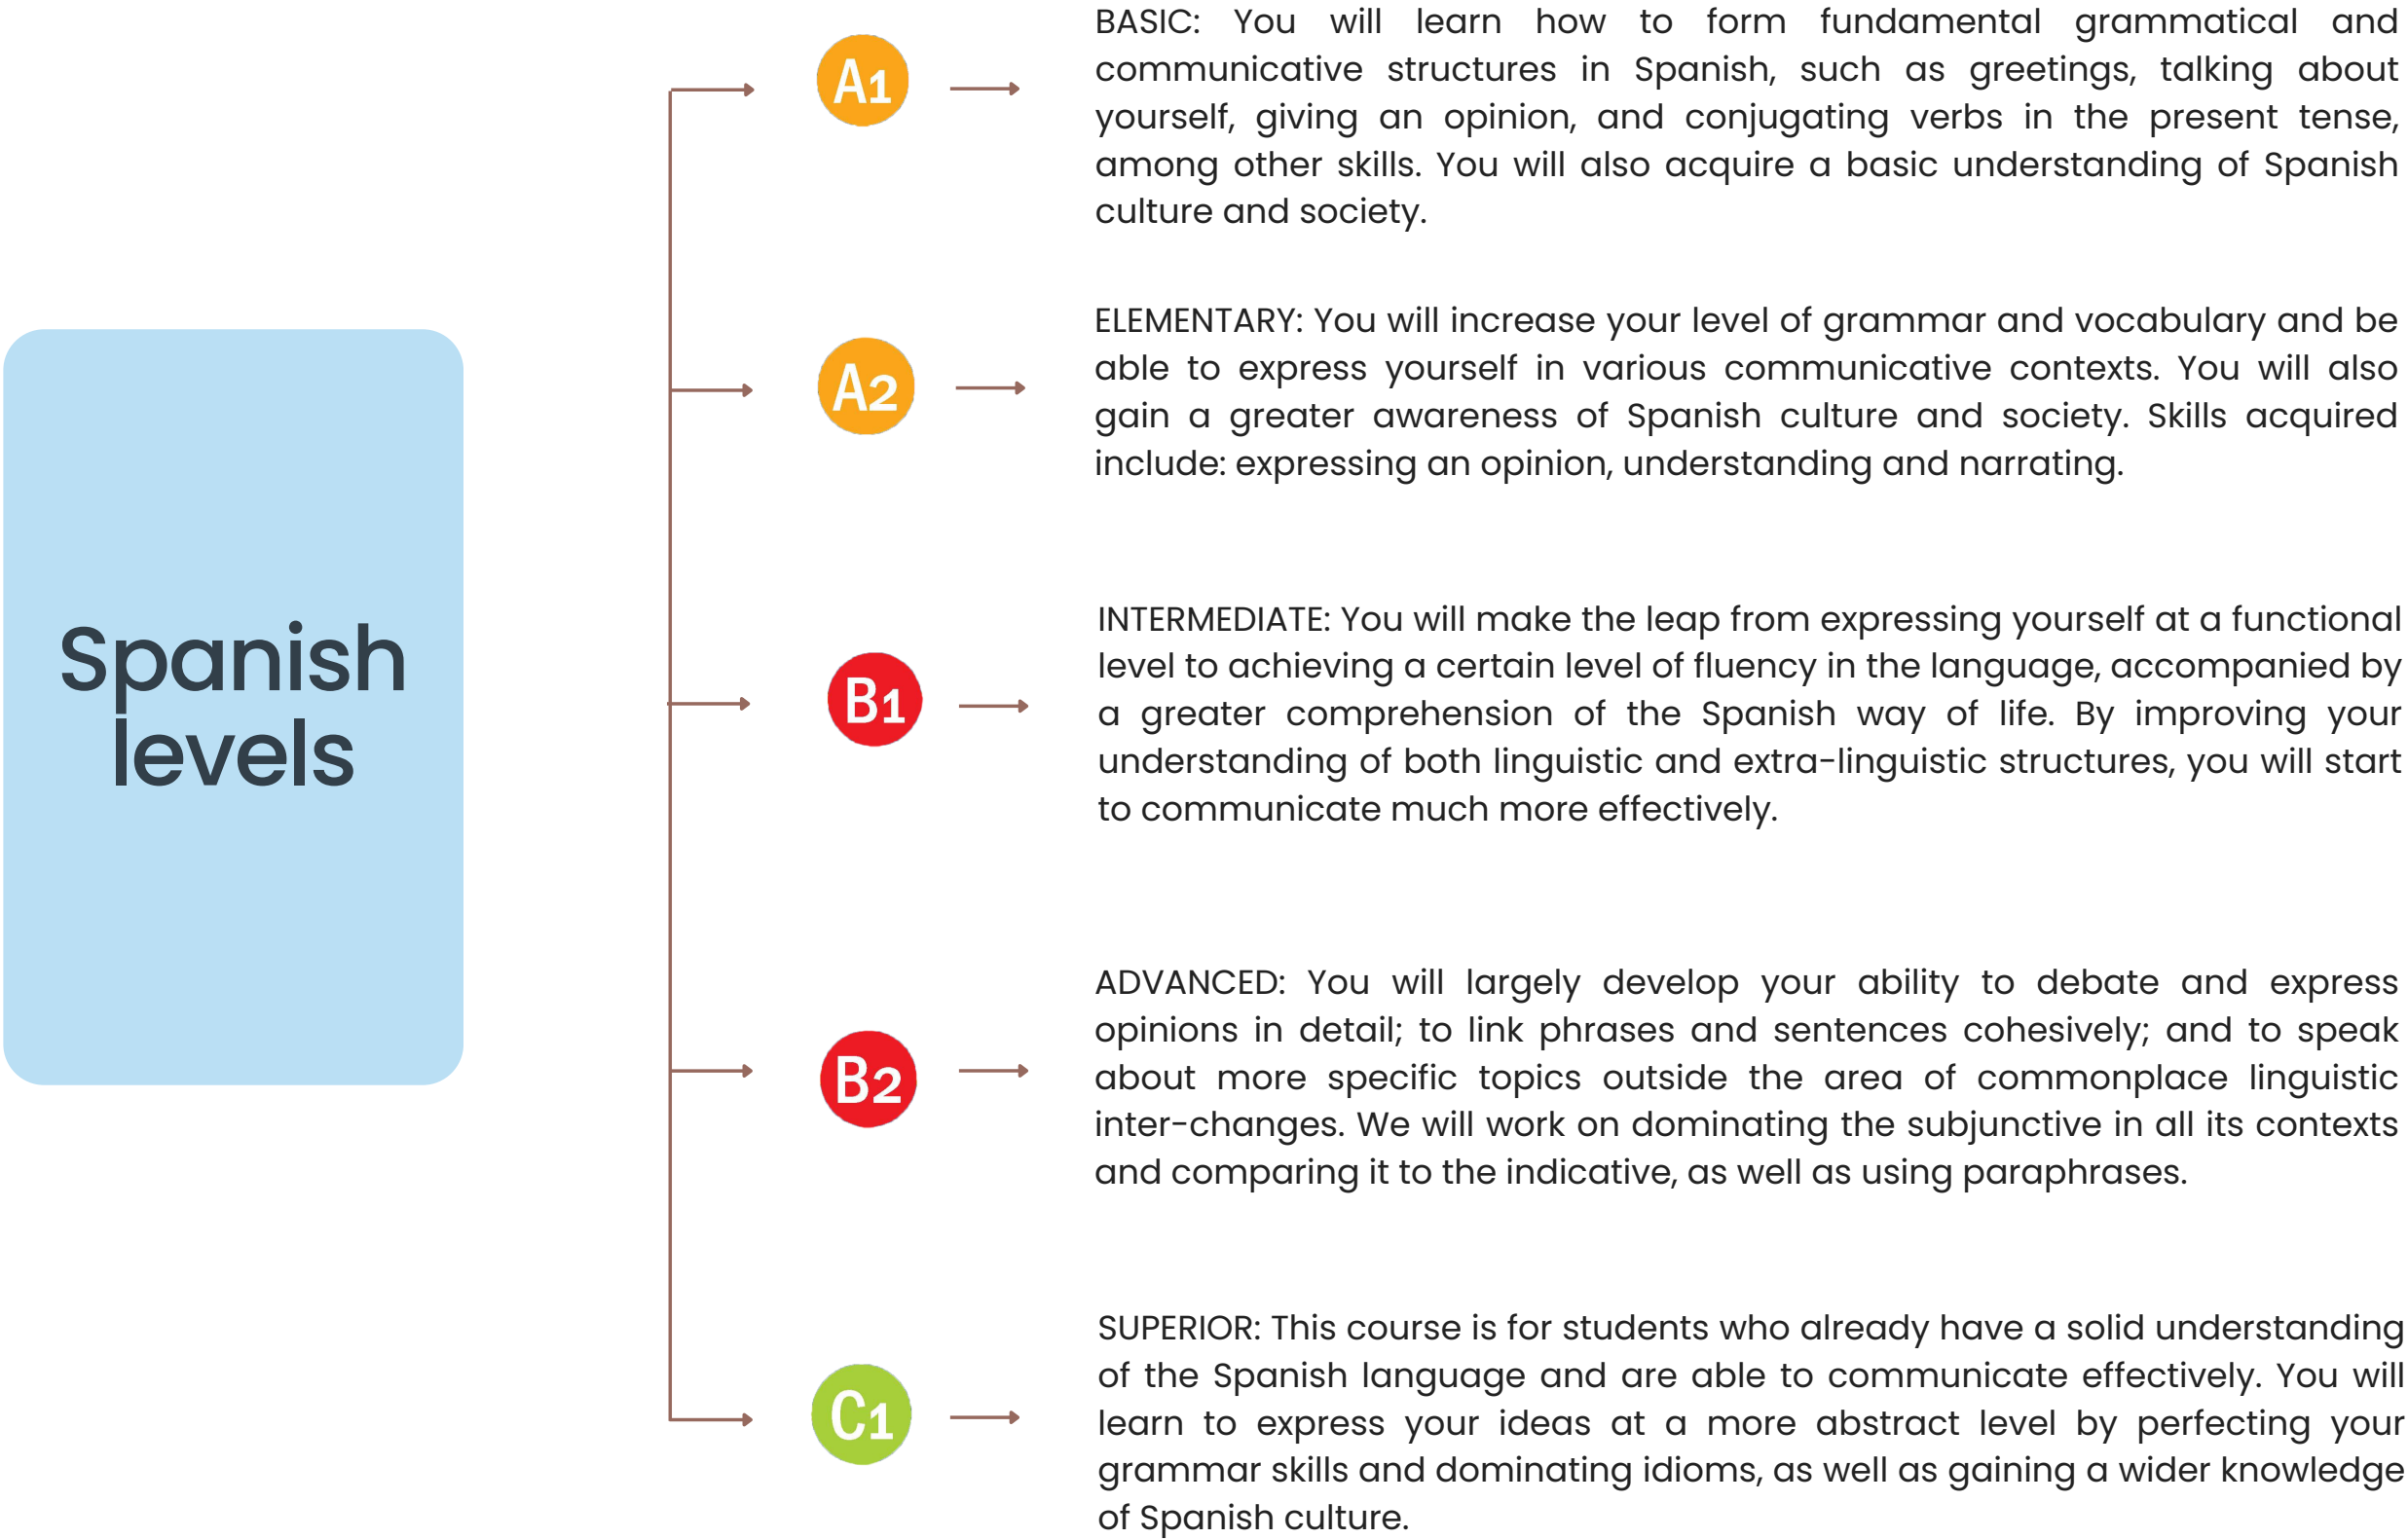 Spanish
levels
A1
BASIC: You will learn how to form fundamental grammatical and
communicative structures in Spanish, such as greetings, talking about
yourself, giving an opinion, and conjugating verbs in the present tense,
among other skills. You will also acquire a basic understanding of Spanish
culture and society.
A2
ELEMENTARY: You will increase your level of grammar and vocabulary and be
able to express yourself in various communicative contexts. You will also
gain a greater awareness of Spanish culture and society. Skills acquired
include: expressing an opinion, understanding and narrating.
B1
INTERMEDIATE: You will make the leap from expressing yourself at a functional
level to achieving a certain level of fluency in the language, accompanied by
a greater comprehension of the Spanish way of life. By improving your
understanding of both linguistic and extra-linguistic structures, you will start
to communicate much more effectively.
B2
ADVANCED: You will largely develop your ability to debate and express
opinions in detail; to link phrases and sentences cohesively; and to speak
about more specific topics outside the area of commonplace linguistic
inter-changes. We will work on dominating the subjunctive in all its contexts
and comparing it to the indicative, as well as using paraphrases.
C1
SUPERIOR: This course is for students who already have a solid understanding
of the Spanish language and are able to communicate effectively. You will
learn to express your ideas at a more abstract level by perfecting your
grammar skills and dominating idioms, as well as gaining a wider knowledge
of Spanish culture.